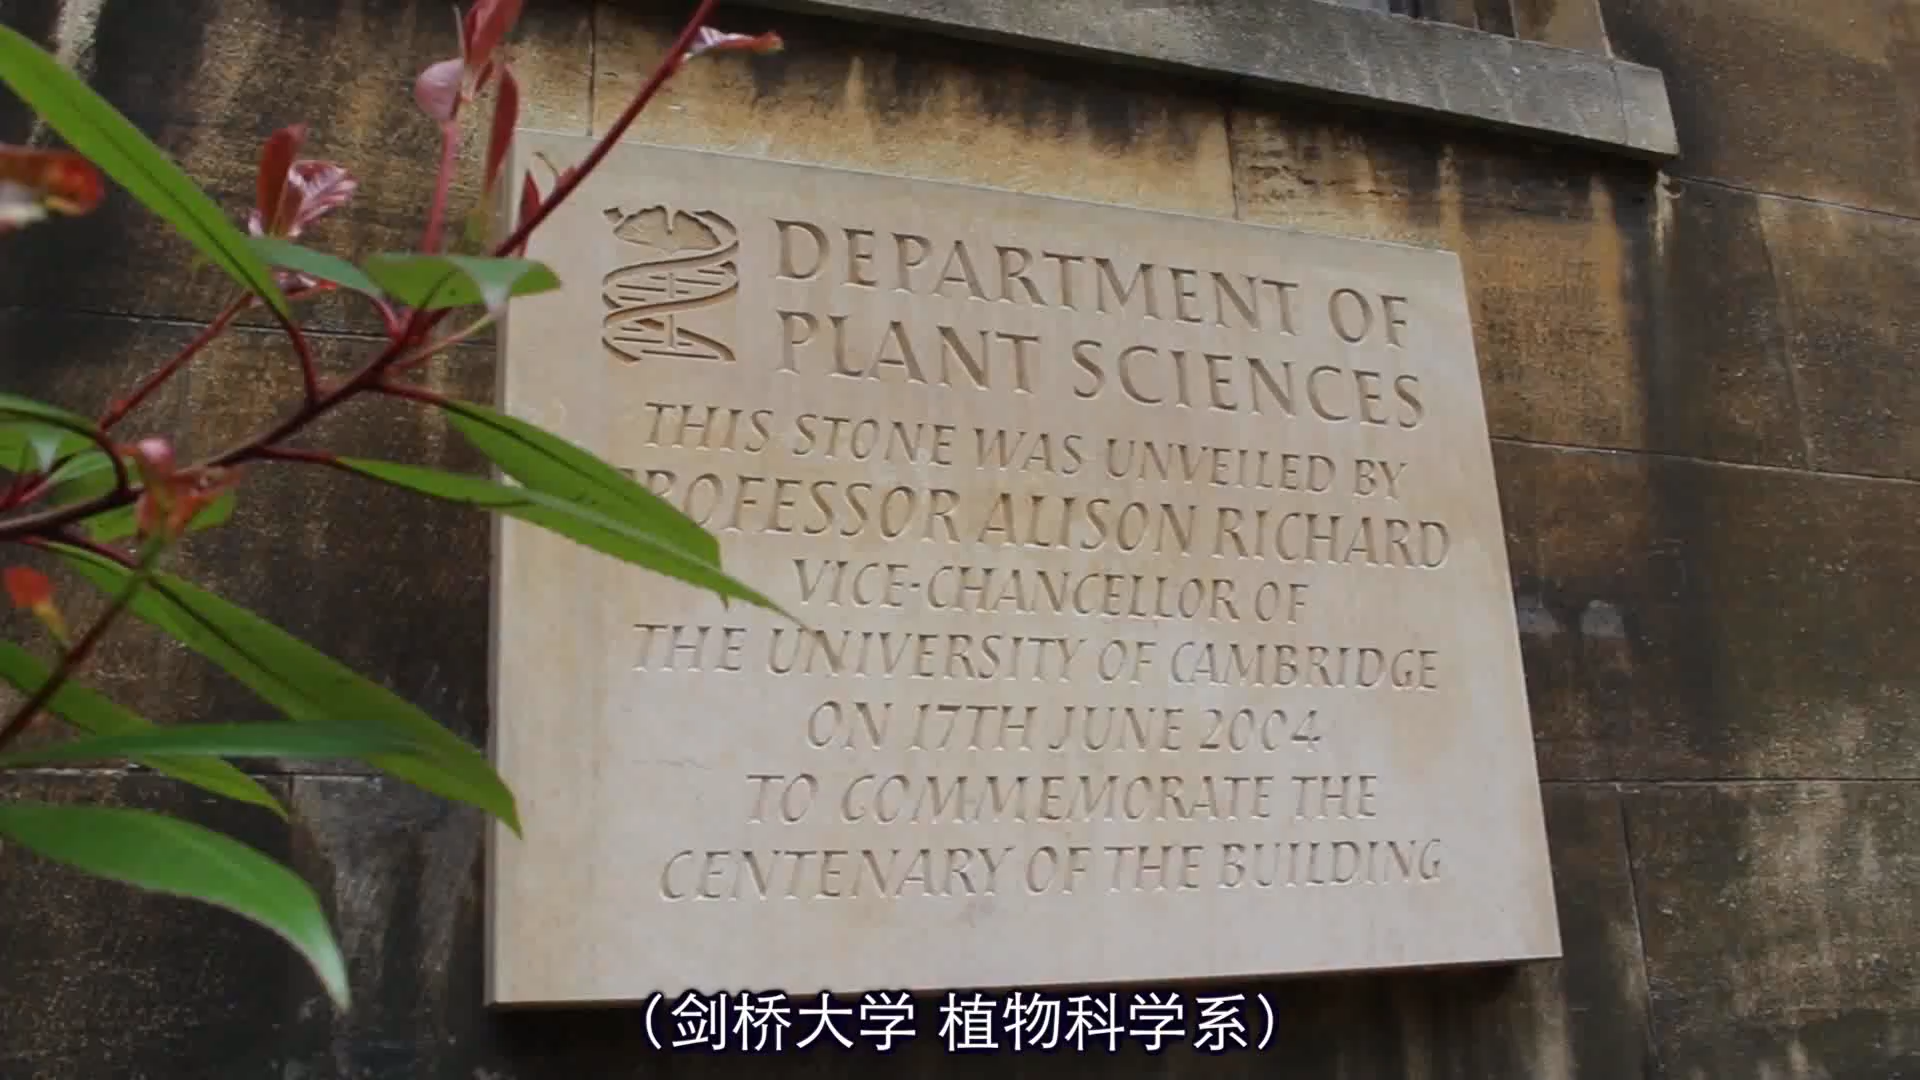 DEPARTMENT OF
PLANT SCIENCES
THIS STONE WAS UNVEILED BY
PROFESSOR ALISON RICHARD
VICE-CHANCELLOR OF
THE UNIVERSITY OF CAMBRIDGE
ON 17TH JUNE 2004
TO COMMEMORATE THE
CENTENARY OF THE BUILDING
（剑桥大学 植物科学系）